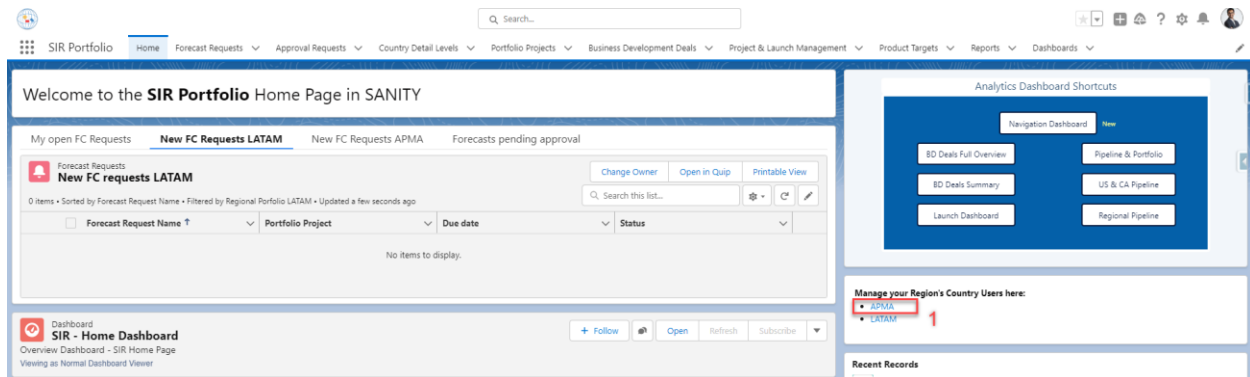 Search...
SIR Portfolio Home Forecast Requests Approval Requests Country Detail Levels Portfolio Projects Business Development Deals Project & Launch Management Product Targets Reports Dashboards
Welcome to the SIR Portfolio Home Page in SANITY
My open FC Requests New FC Requests LATAM New FC Requests APMA Forecasts pending approval
Forecast Requests
New FC requests LATAM
Change Owner Open in Quip Printable View
0 items • Sorted by Forecast Request Name • Filtered by Regional Porfolio LATAM • Updated a few seconds ago
Search this list...
Forecast Request Name ↑ Portfolio Project Due date Status
No items to display.
Dashboard
SIR - Home Dashboard
Overview Dashboard - SIR Home Page
Viewing as Normal Dashboard Viewer
+ Follow Open Refresh Subscribe
Analytics Dashboard Shortcuts
Navigation Dashboard New
BD Deals Full Overview Pipeline & Portfolio
BD Deals Summary US & CA Pipeline
Launch Dashboard Regional Pipeline
Manage your Region's Country Users here:
• APMA
• LATAM 1
Recent Records